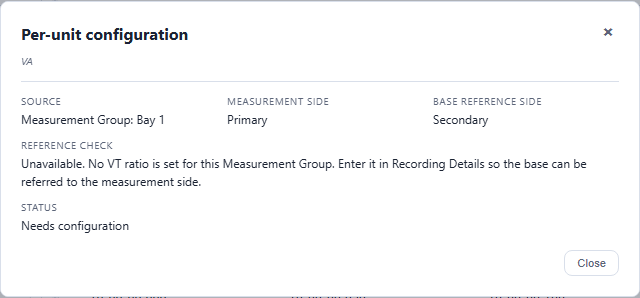 Per-unit configuration ×
VA
SOURCE MEASUREMENT SIDE BASE REFERENCE SIDE
Measurement Group: Bay 1 Primary Secondary
REFERENCE CHECK
Unavailable. No VT ratio is set for this Measurement Group. Enter it in Recording Details so the base can be
referred to the measurement side.
STATUS
Needs configuration
Close